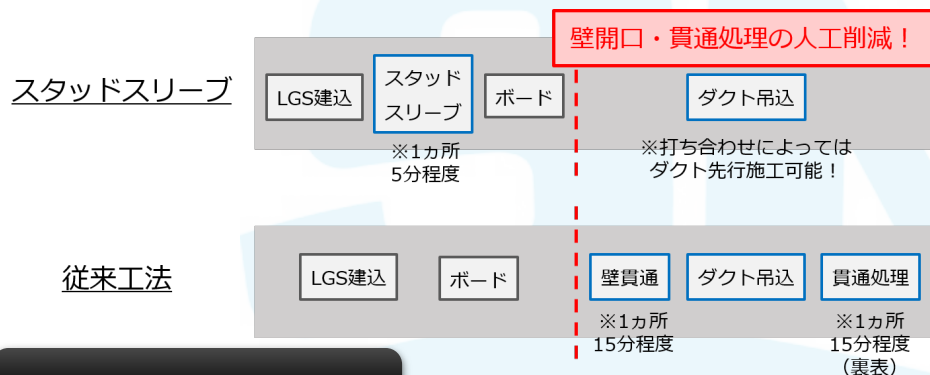 壁開口・貫通処理の人工削減！
スタッドスリーブ
LGS建込
スタッド
スリーブ
ボード
ダクト吊込
※1ヵ所
5分程度
※打ち合わせによっては
ダクト先行施工可能！
従来工法
LGS建込
ボード
壁貫通
ダクト吊込
貫通処理
※1ヵ所
15分程度
※1ヵ所
15分程度
（裏表）